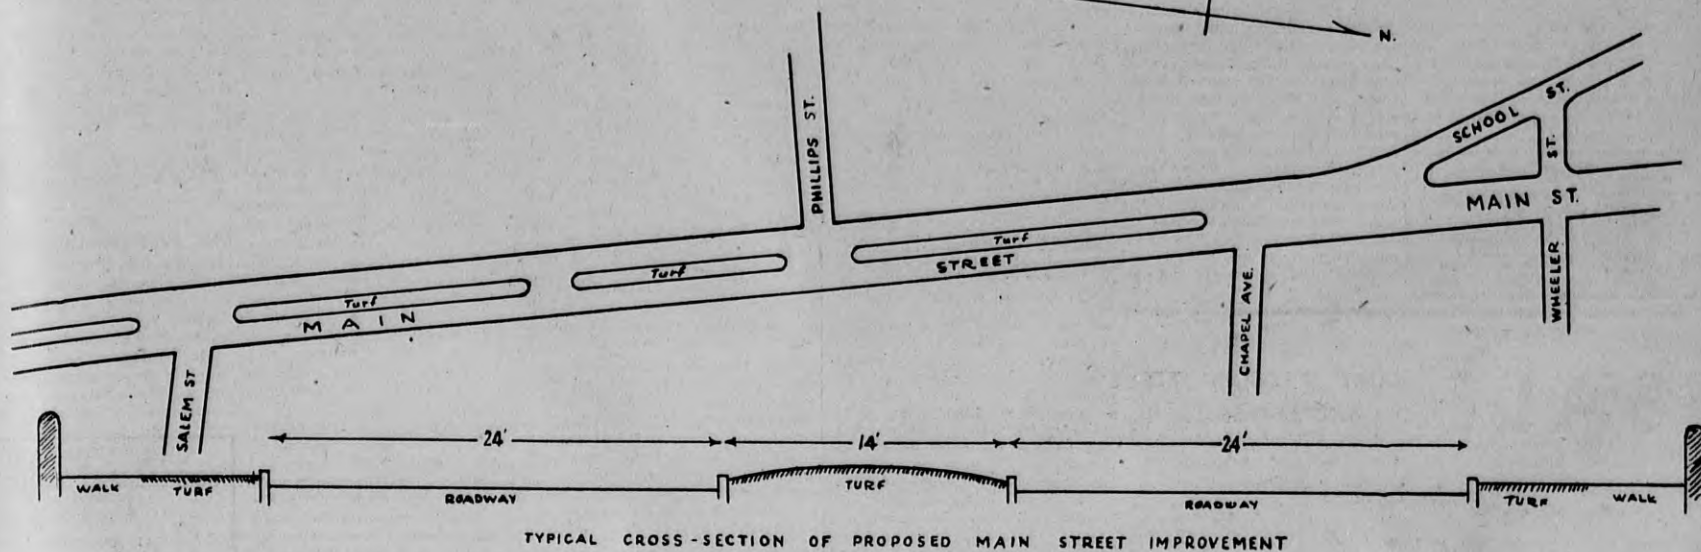 N.
PHILLIPS ST.
SCHOOL ST.
ST.
MAIN ST.
WHEELER
Turf
STREET
Turf
Turf
MAIN
CHAPEL AVE.
SALEM ST
24'
14'
24'
WALK
TURF
ROADWAY
TURF
ROADWAY
TURF
WALK
TYPICAL CROSS-SECTION OF PROPOSED MAIN STREET IMPROVEMENT